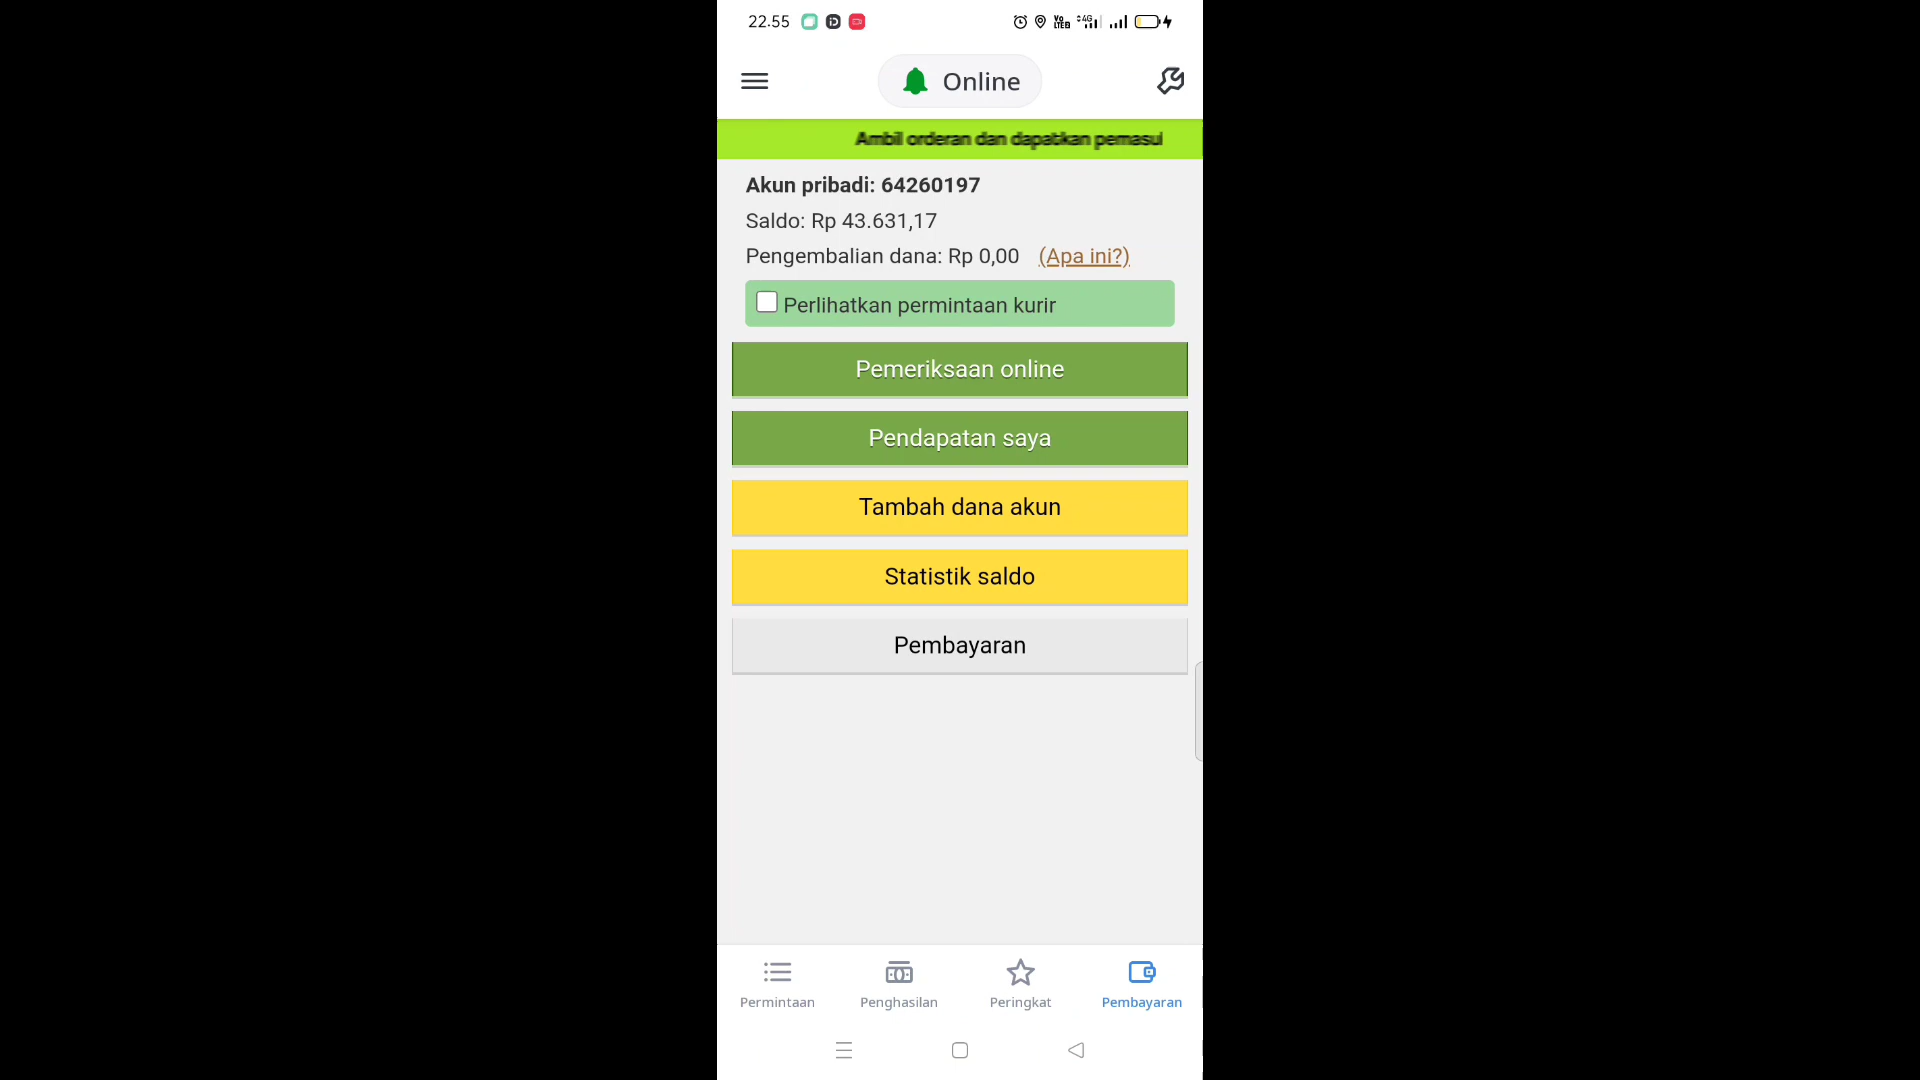 22.55
Online
Ambil orderan dan dapatkan pemasul
Akun pribadi: 64260197
Saldo: Rp 43.631,17
Pengembalian dana: Rp 0,00 (Apa ini?)
Perlihatkan permintaan kurir
Pemeriksaan online
Pendapatan saya
Tambah dana akun
Statistik saldo
Pembayaran
Permintaan Penghasilan Peringkat Pembayaran